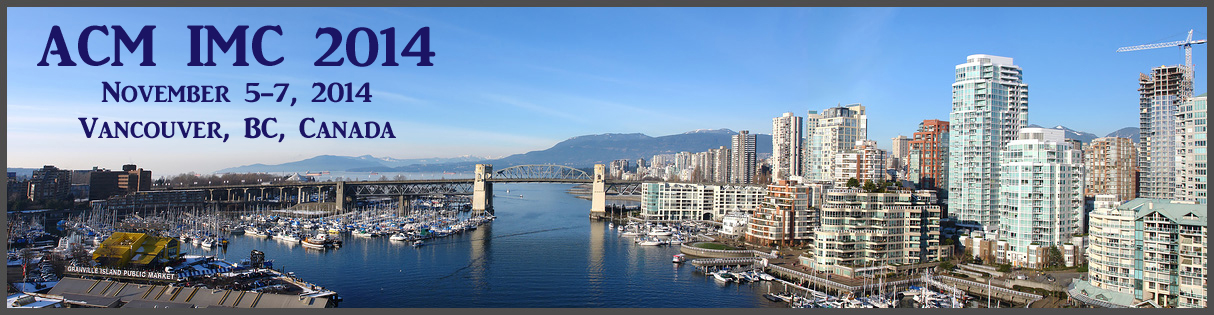 ACM IMC 2014
November 5-7, 2014
Vancouver, BC, Canada
GRANVILLE ISLAND PUBLIC MARKET